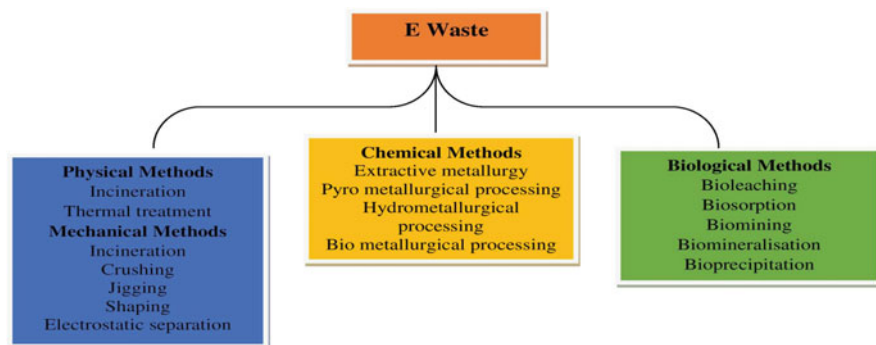 E Waste
Physical Methods
Incineration
Thermal treatment
Mechanical Methods
Incineration
Crushing
Jigging
Shaping
Electrostatic separation
Chemical Methods
Extractive metallurgy
Pyro metallurgical processing
Hydrometallurgical
processing
Bio metallurgical processing
Biological Methods
Bioleaching
Biosorption
Biomining
Biomineralisation
Bioprecipitation